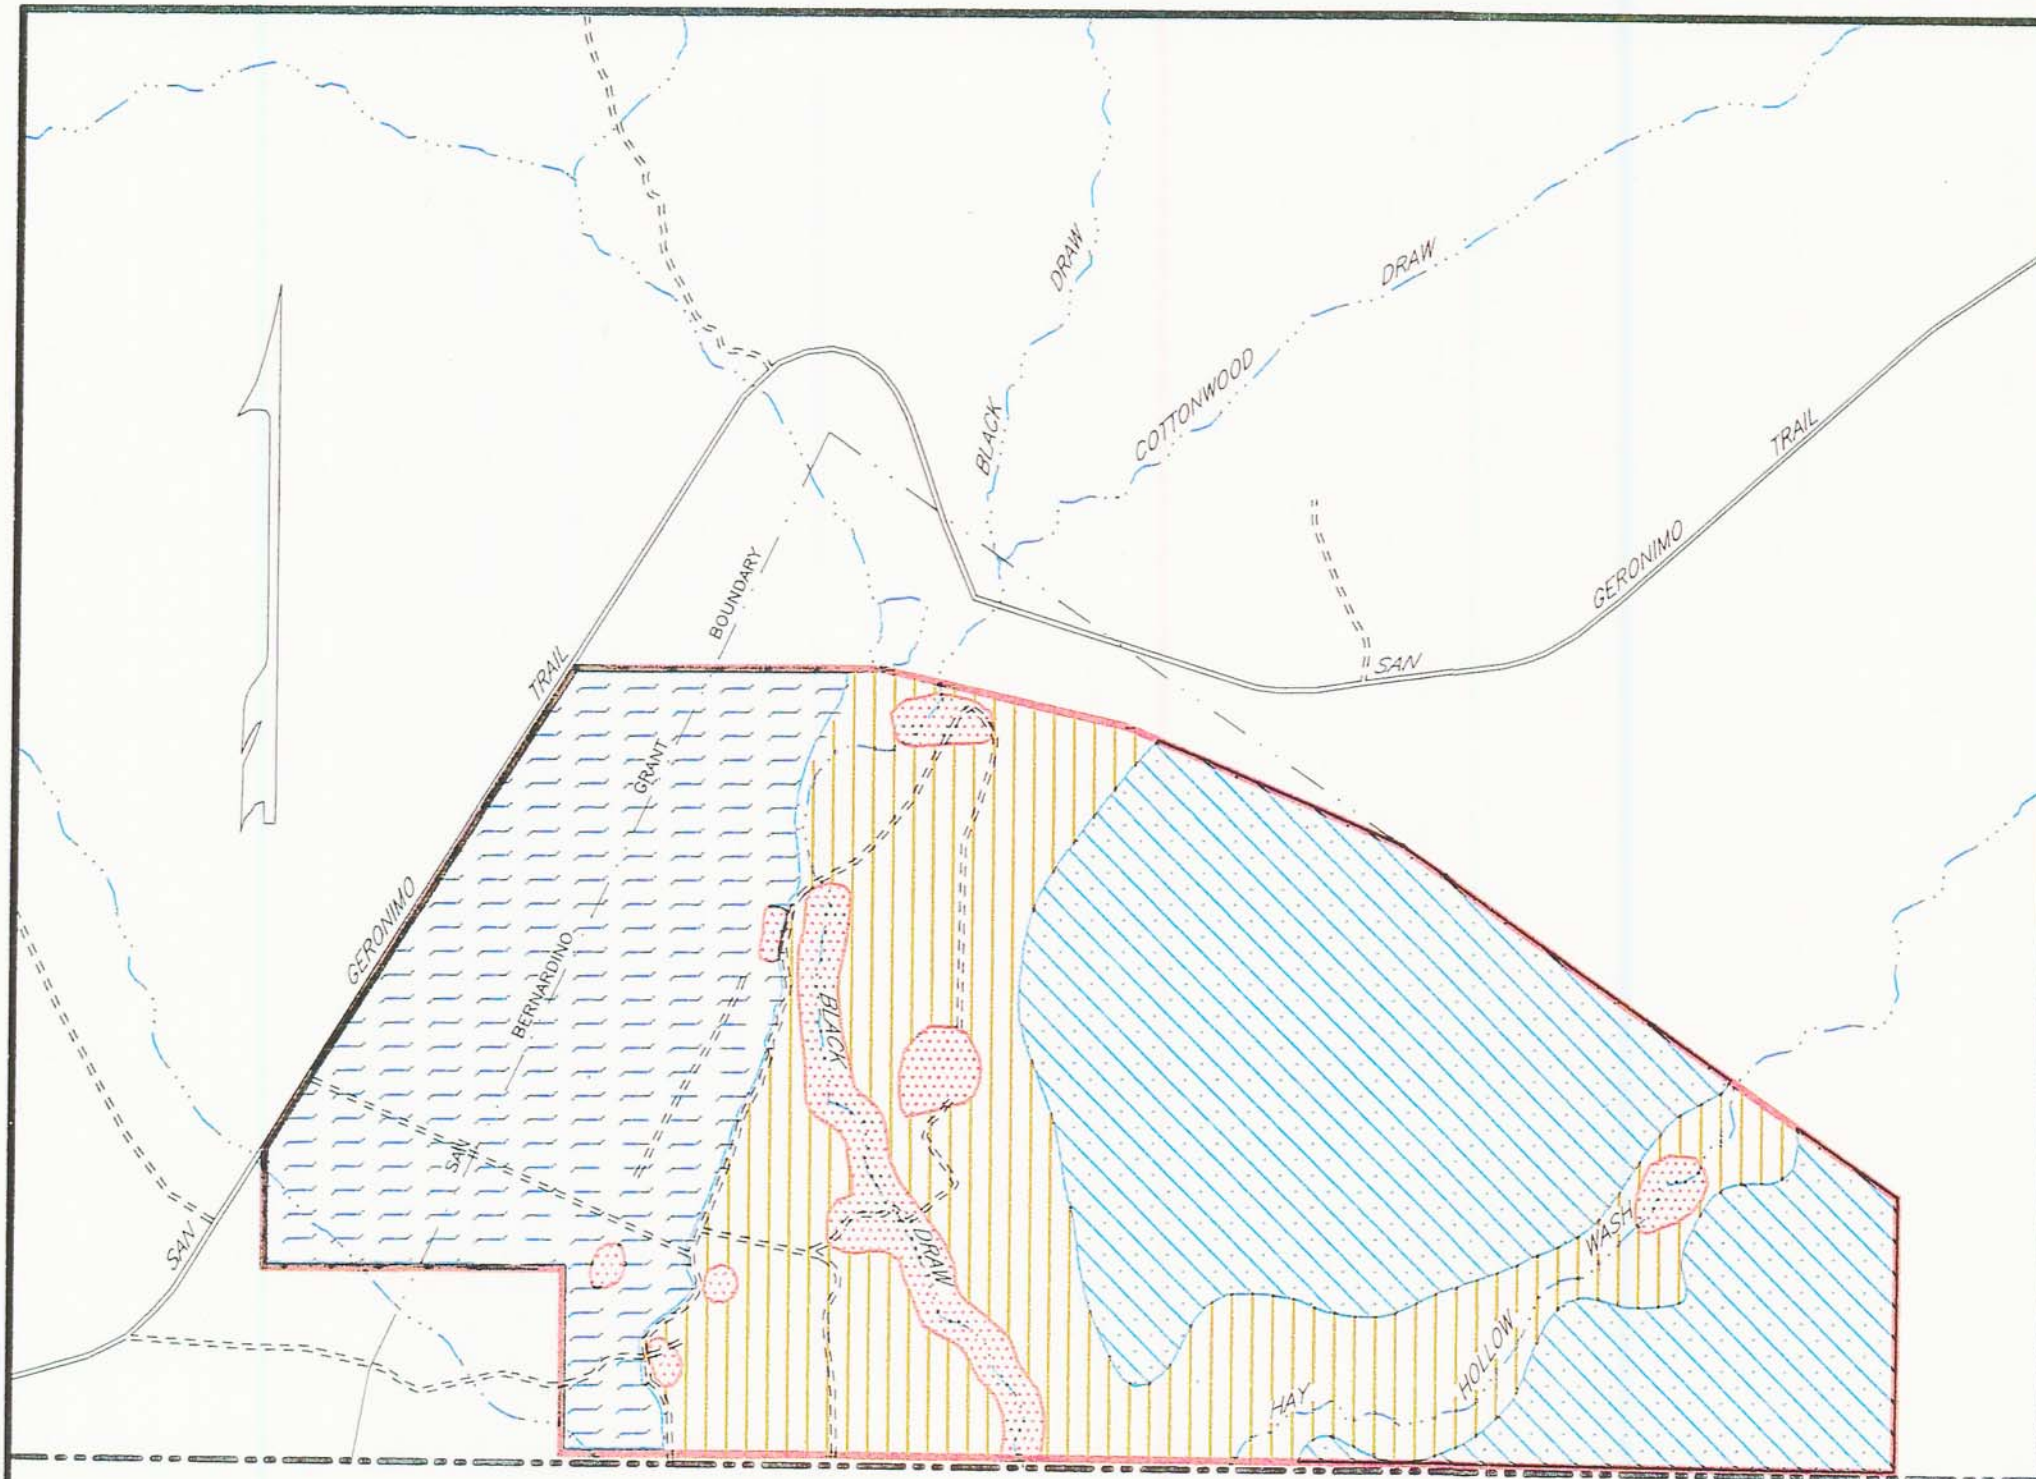 BLACK DRAW
COTTONWOOD DRAW
SAN GERONIMO TRAIL
SAN GERONIMO TRAIL
SAN BERNARDINO GRANT BOUNDARY
BLACK DRAW
HAY HOLLOW WASH